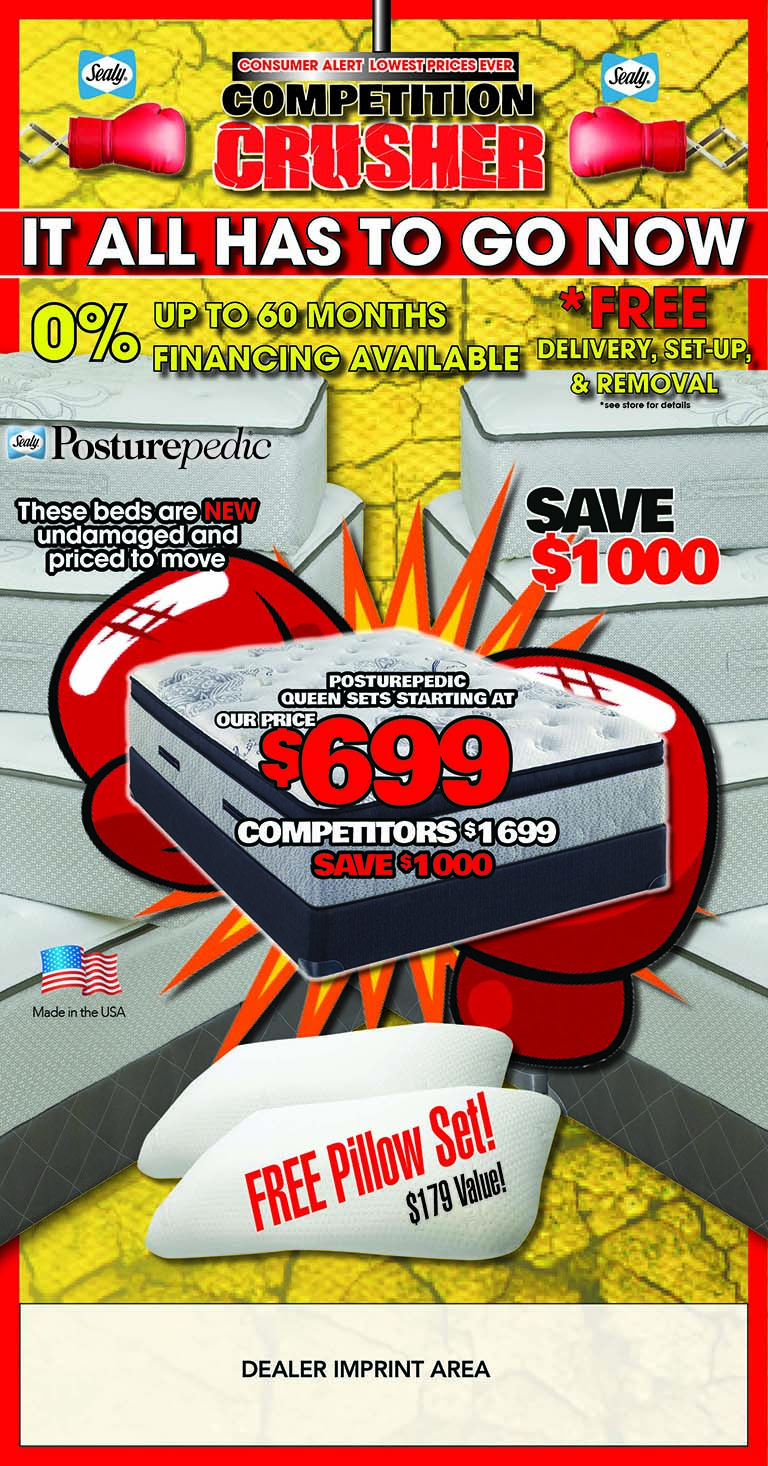 Sealy
Sealy
CONSUMER ALERT LOWEST PRICES EVER
COMPETITION
CRUSHER
IT ALL HAS TO GO NOW
0% UP TO 60 MONTHS
FINANCING AVAILABLE
*FREE
DELIVERY, SET-UP,
& REMOVAL
*see store for details
Sealy Posturepedic
These beds are NEW
undamaged and
priced to move
SAVE
$1000
POSTUREPEDIC
QUEEN SETS STARTING AT
OUR PRICE
$699
COMPETITORS $1699
SAVE $1000
Made in the USA
FREE Pillow Set!
$179 Value!
DEALER IMPRINT AREA